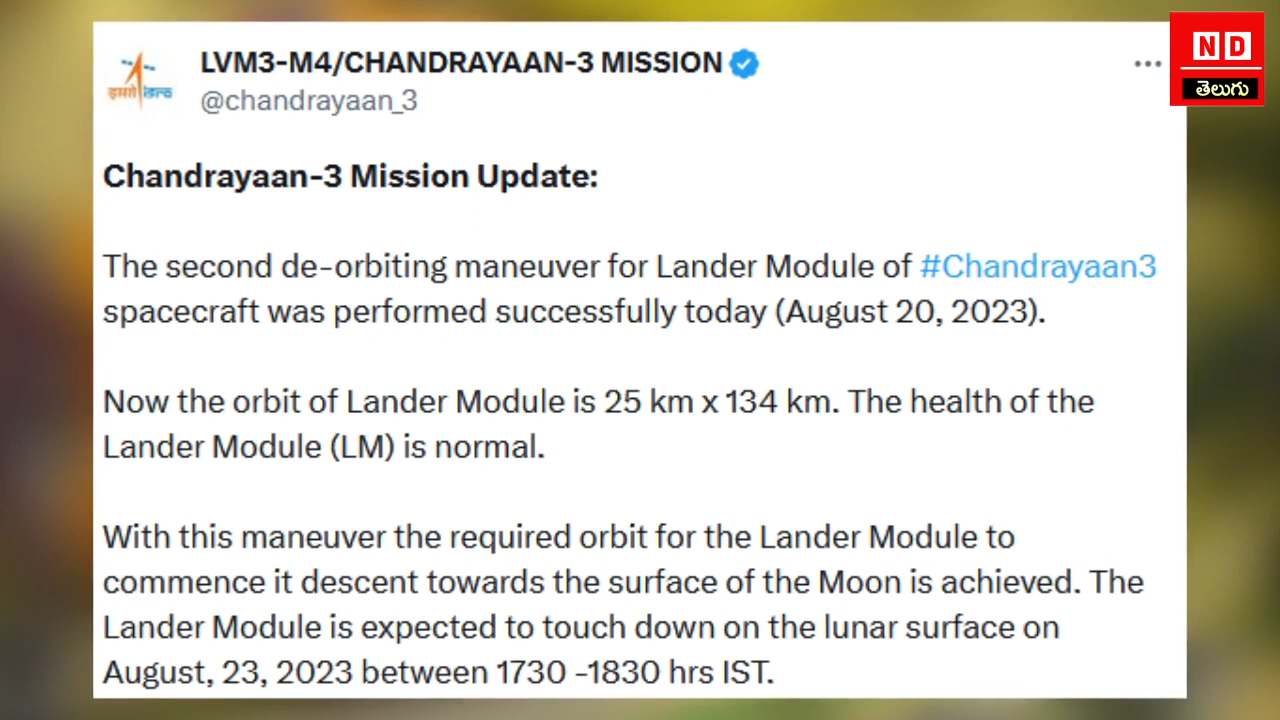 LVM3-M4/CHANDRAYAAN-3 MISSION
@chandrayaan_3
ND
తెలుగు
इसरो isro
Chandrayaan-3 Mission Update:
The second de-orbiting maneuver for Lander Module of #Chandrayaan3
spacecraft was performed successfully today (August 20, 2023).
Now the orbit of Lander Module is 25 km x 134 km. The health of the
Lander Module (LM) is normal.
With this maneuver the required orbit for the Lander Module to
commence it descent towards the surface of the Moon is achieved. The
Lander Module is expected to touch down on the lunar surface on
August, 23, 2023 between 1730 -1830 hrs IST.